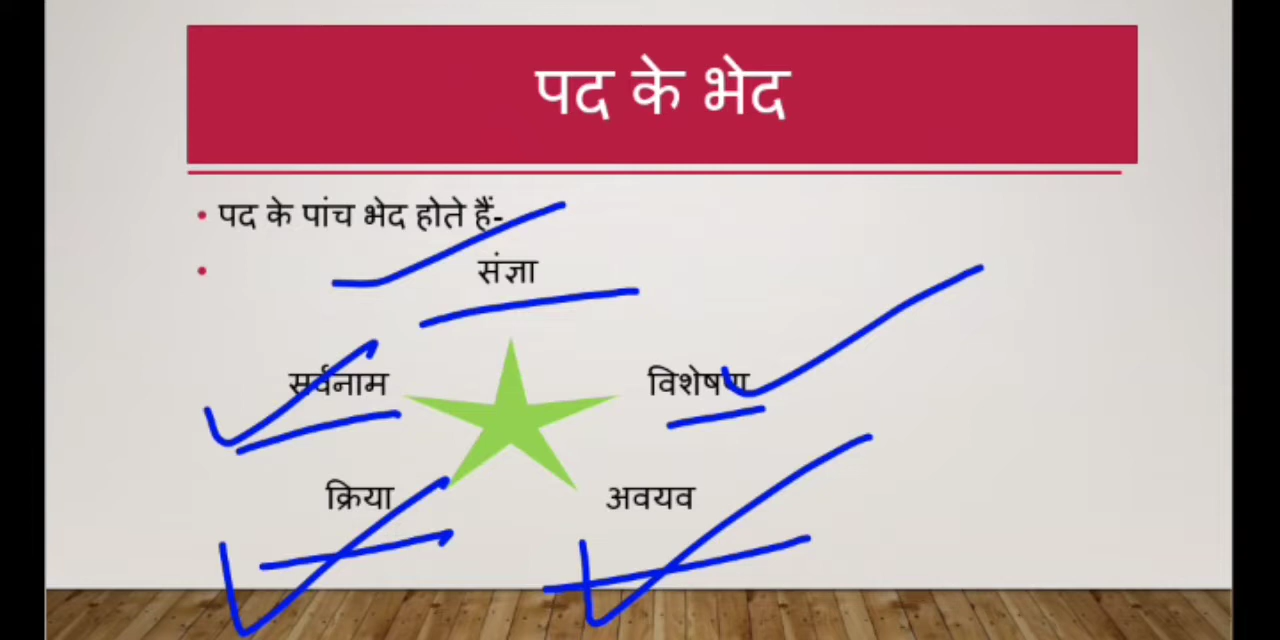 पद के भेद
• पद के पांच भेद होते हैं-
• संज्ञा
सर्वनाम विशेषण
क्रिया अवयव